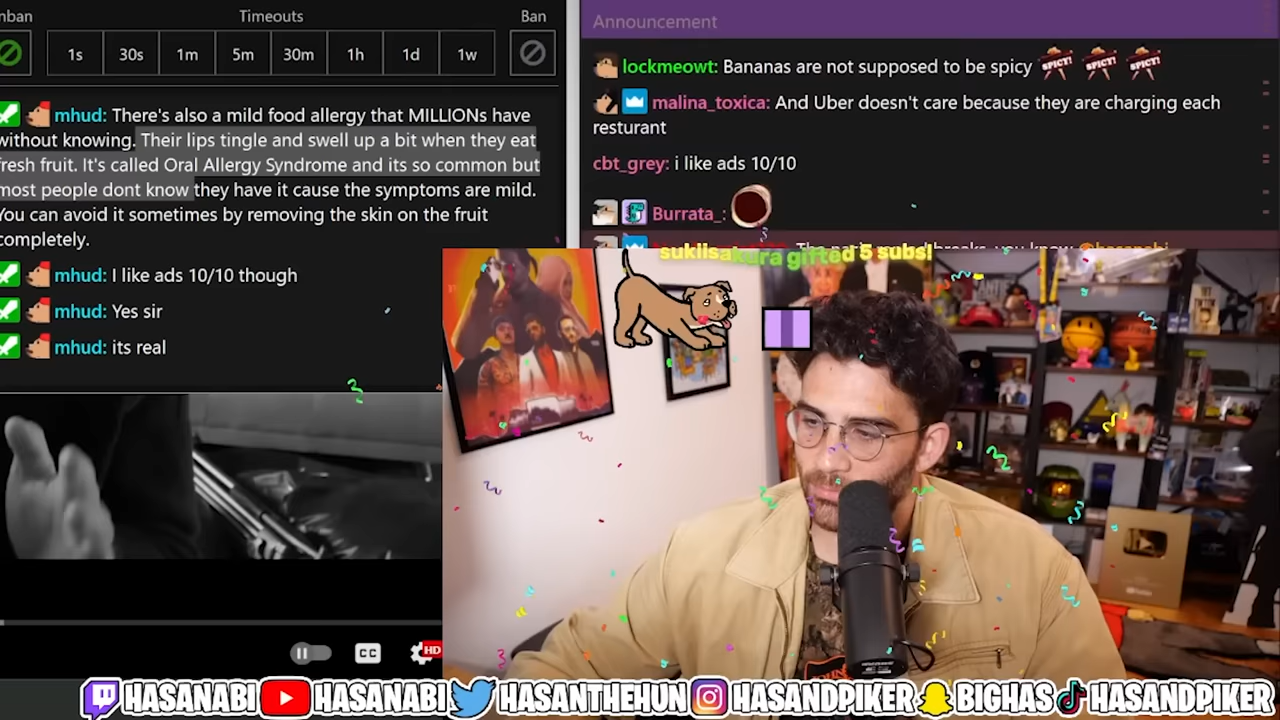 nban
Timeouts
Ban
1s 30s 1m 5m 30m 1h 1d 1w
mhud: There's also a mild food allergy that MILLIONs have
without knowing. Their lips tingle and swell up a bit when they eat
fresh fruit. It's called Oral Allergy Syndrome and its so common but
most people dont know they have it cause the symptoms are mild.
You can avoid it sometimes by removing the skin on the fruit
completely.
mhud: I like ads 10/10 though
mhud: Yes sir
mhud: its real
CC
HD
Announcement
lockmeowt: Bananas are not supposed to be spicy SPICY! SPICY! SPICY!
malina_toxica: And Uber doesn't care because they are charging each
resturant
cbt_grey: i like ads 10/10
Burrata_:
sukiisakura gifted 5 subs!
HASANABI HASANABI HASANTHEHUN HASANDPIKER BIGHAS HASANDPIKER